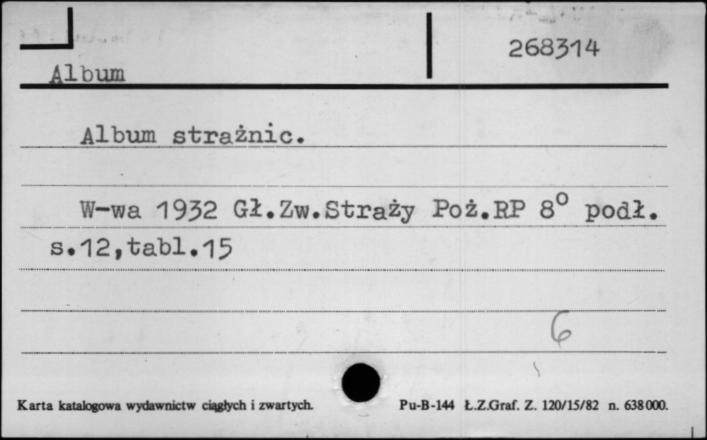 268314
Album
Album strażnic.
W-wa 1932 Gł.Zw.Straży Poż.RP 8° podł.
s.12,tabl.15
6
Karta katalogowa wydawnictw ciągłych i zwartych. Pu-B-144 Ł.Z.Graf. Z. 120/15/82 n. 638000.